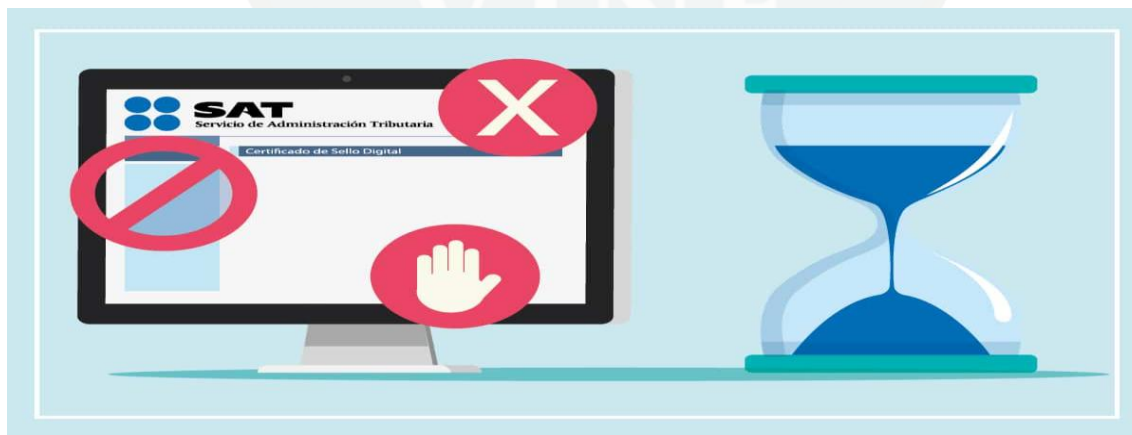 SAT
Servicio de Administración Tributaria
X
Certificado de Sello Digital